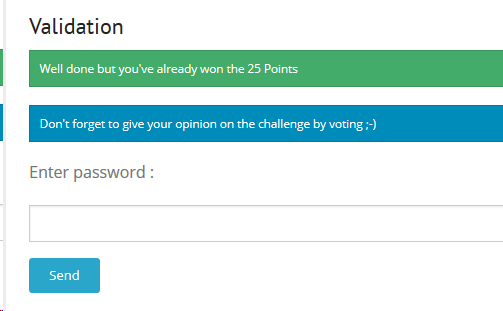 Validation
Well done but you've already won the 25 Points
Don't forget to give your opinion on the challenge by voting ;-)
Enter password :
Send